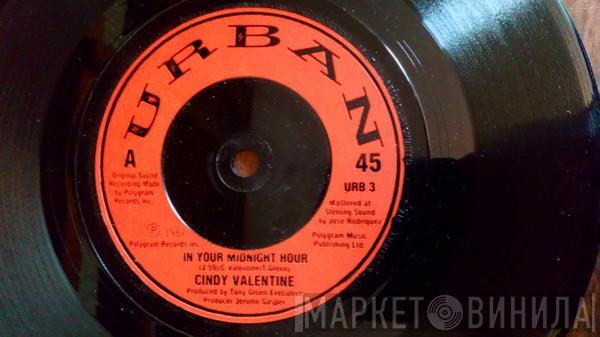 URBAN
A
45
URB 3
Original Sound
Recording Made
by Polygram
Records Inc.
Mastered at
Sterling Sound
by Jose Rodriquez
℗ 1987
Polygram Records Inc
Polygram Music
Publishing Ltd.
IN YOUR MIDNIGHT HOUR
CINDY VALENTINE
Produced by Tony Green Executive
Producer Jerome Gasper
МАРКЕТ ВИНИЛА